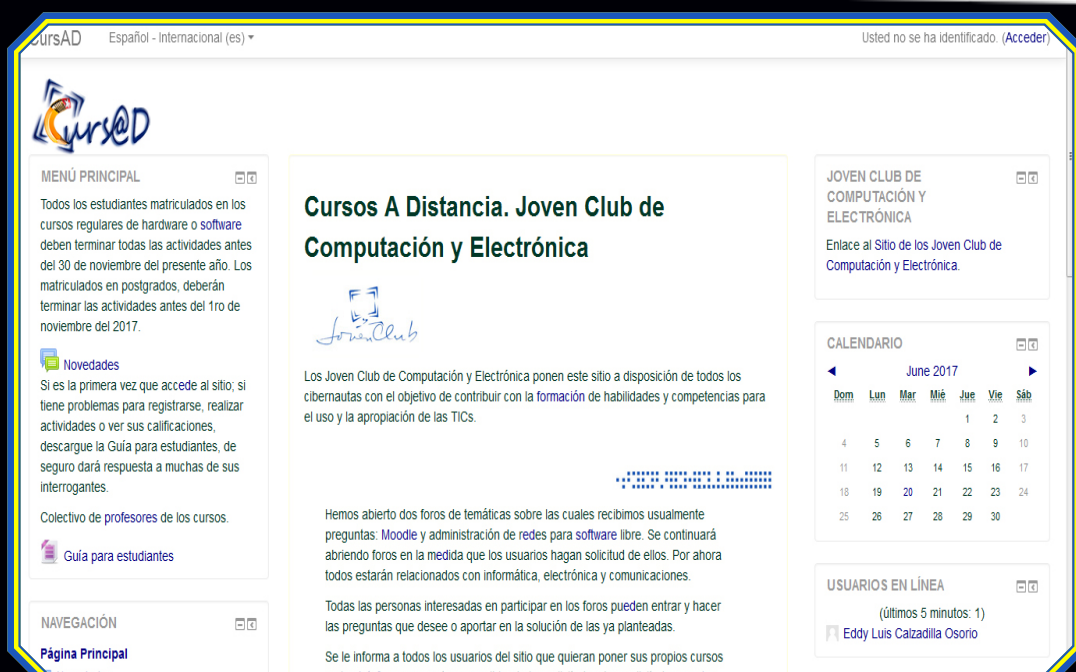 CursAD
Español - Internacional (es)
Usted no se ha identificado. (Acceder)
Curs@D
MENÚ PRINCIPAL
Todos los estudiantes matriculados en los
cursos regulares de hardware o software
deben terminar todas las actividades antes
del 30 de noviembre del presente año. Los
matriculados en postgrados, deberán
terminar las actividades antes del 1ro de
noviembre del 2017.
Novedades
Si es la primera vez que accede al sitio; si
tiene problemas para registrarse, realizar
actividades o ver sus calificaciones,
descargue la Guía para estudiantes, de
seguro dará respuesta a muchas de sus
interrogantes.
Colectivo de profesores de los cursos.
Guía para estudiantes
NAVEGACIÓN
Página Principal
Cursos A Distancia. Joven Club de
Computación y Electrónica
JovenClub
Los Joven Club de Computación y Electrónica ponen este sitio a disposición de todos los
cibernautas con el objetivo de contribuir con la formación de habilidades y competencias para
el uso y la apropiación de las TICs.
Hemos abierto dos foros de temáticas sobre las cuales recibimos usualmente
preguntas: Moodle y administración de redes para software libre. Se continuará
abriendo foros en la medida que los usuarios hagan solicitud de ellos. Por ahora
todos estarán relacionados con informática, electrónica y comunicaciones.
Todas las personas interesadas en participar en los foros pueden entrar y hacer
las preguntas que desee o aportar en la solución de las ya planteadas.
Se le informa a todos los usuarios del sitio que quieran poner sus propios cursos
JOVEN CLUB DE
COMPUTACIÓN Y
ELECTRÓNICA
Enlace al Sitio de los Joven Club de
Computación y Electrónica.
CALENDARIO
June 2017
Dom Lun Mar Mié Jue Vie Sáb
1 2 3
4 5 6 7 8 9 10
11 12 13 14 15 16 17
18 19 20 21 22 23 24
25 26 27 28 29 30
USUARIOS EN LÍNEA
(últimos 5 minutos: 1)
Eddy Luis Calzadilla Osorio